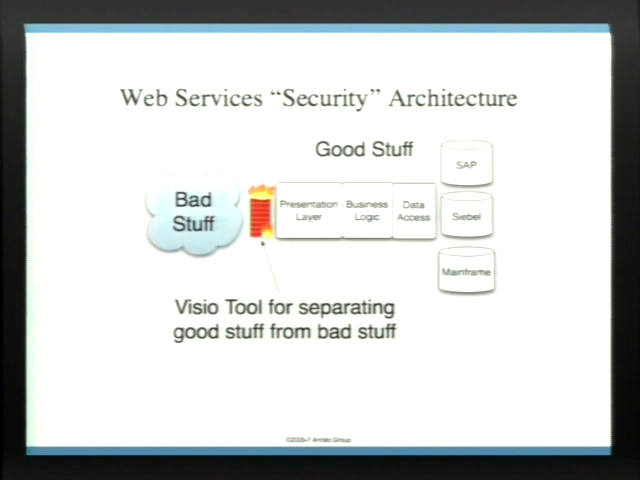 Web Services “Security” Architecture
Good Stuff
SAP
Bad
Stuff
Presentation
Layer
Business
Logic
Data
Access
Siebel
Mainframe
Visio Tool for separating
good stuff from bad stuff
Group